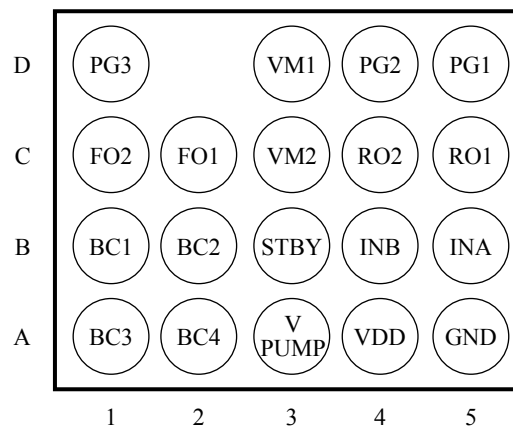 D PG3 VM1 PG2 PG1
C FO2 FO1 VM2 RO2 RO1
B BC1 BC2 STBY INB INA
A BC3 BC4 V PUMP VDD GND
1 2 3 4 5